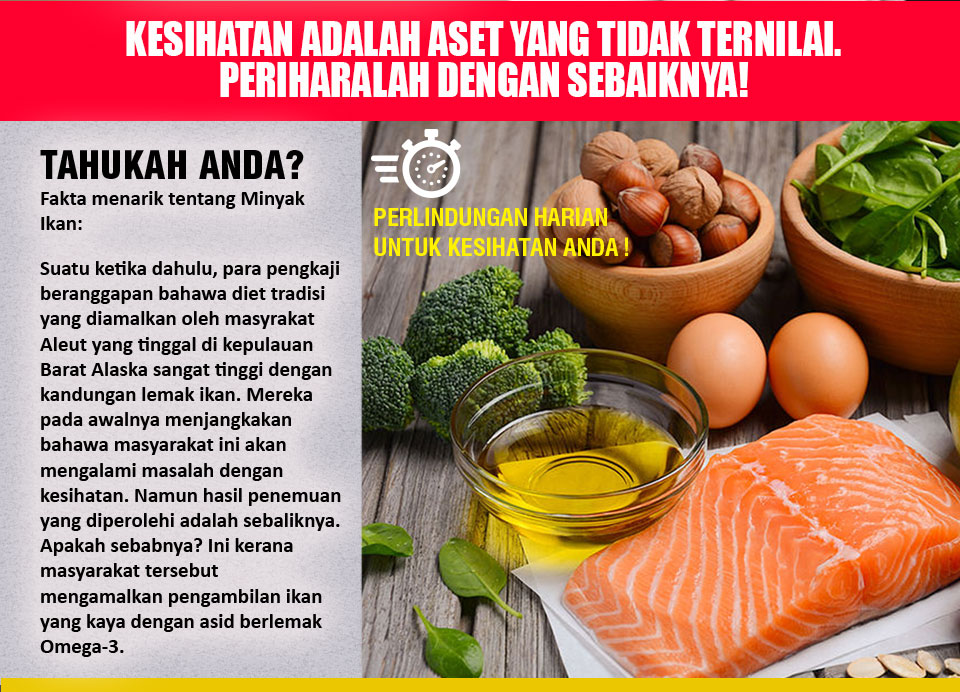 KESIHATAN ADALAH ASET YANG TIDAK TERNILAI.
PERIHARALAH DENGAN SEBAIKNYA!
TAHUKAH ANDA?
Fakta menarik tentang Minyak
Ikan:
Suatu ketika dahulu, para pengkaji
beranggapan bahawa diet tradisi
yang diamalkan oleh masyrakat
Aleut yang tinggal di kepulauan
Barat Alaska sangat tinggi dengan
kandungan lemak ikan. Mereka
pada awalnya menjangkakan
bahawa masyarakat ini akan
mengalami masalah dengan
kesihatan. Namun hasil penemuan
yang diperolehi adalah sebaliknya.
Apakah sebabnya? Ini kerana
masyarakat tersebut
mengamalkan pengambilan ikan
yang kaya dengan asid berlemak
Omega-3.
PERLINDUNGAN HARIAN
UNTUK KESIHATAN ANDA !